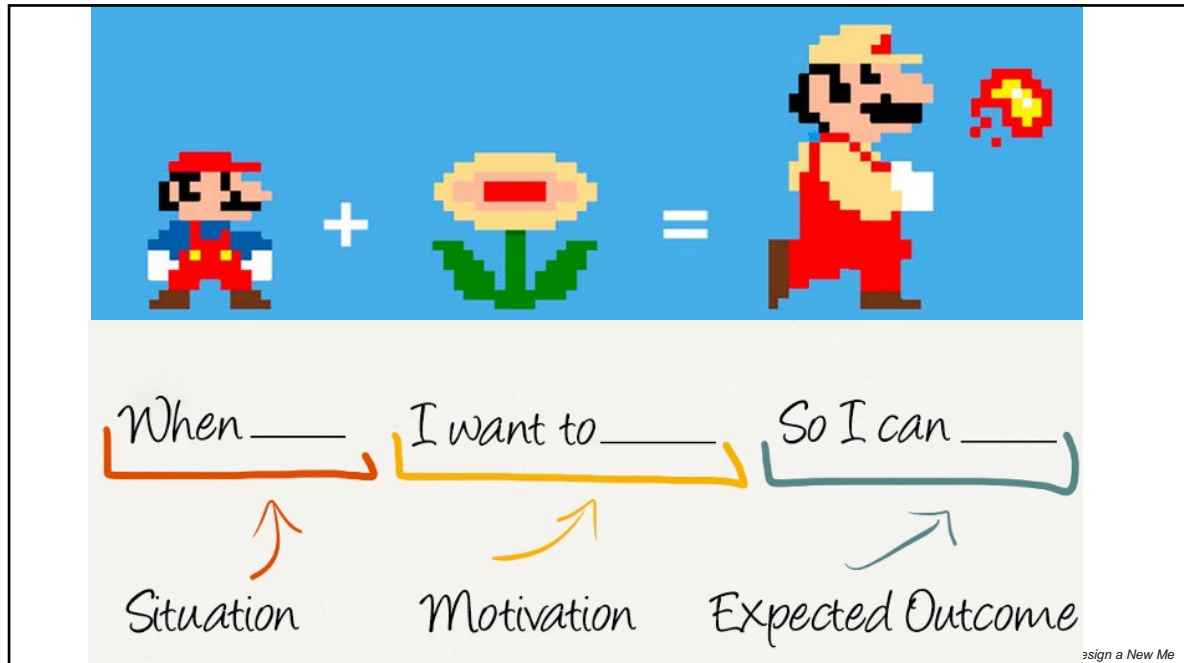 + =
When ____ I want to ____ So I can ____
Situation Motivation Expected Outcome
esign a New Me